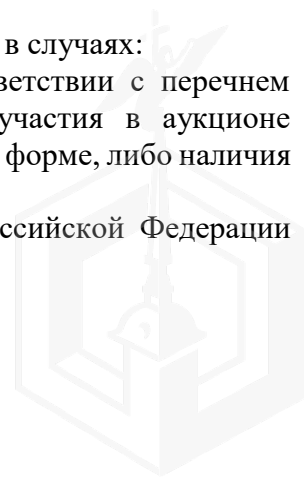 в случаях:
ветствии с перечнем
участия в аукционе
форме, либо наличия
ссийской Федерации